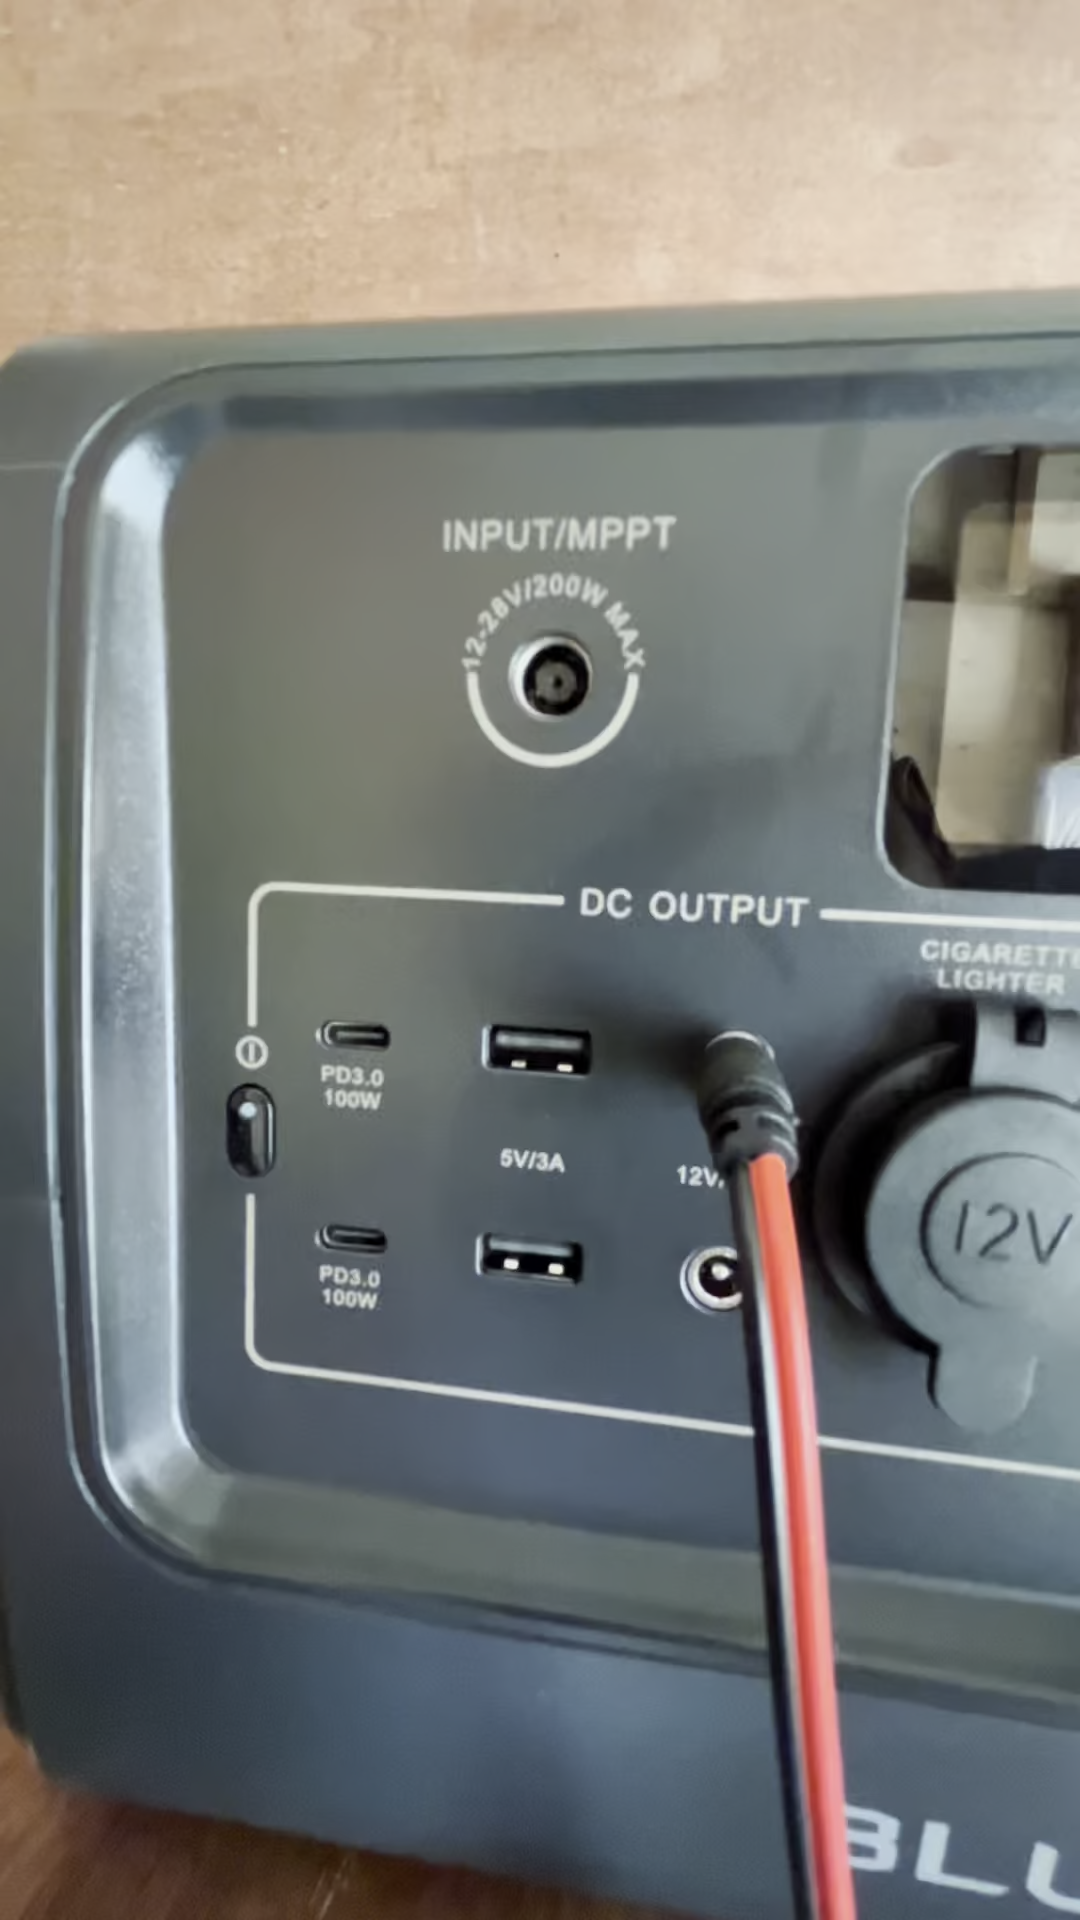 INPUT/MPPT
12-28V/200W MAX
DC OUTPUT
CIGARETTE
LIGHTER
PD3.0
100W
5V/3A
12V/
12V
PD3.0
100W
BLU